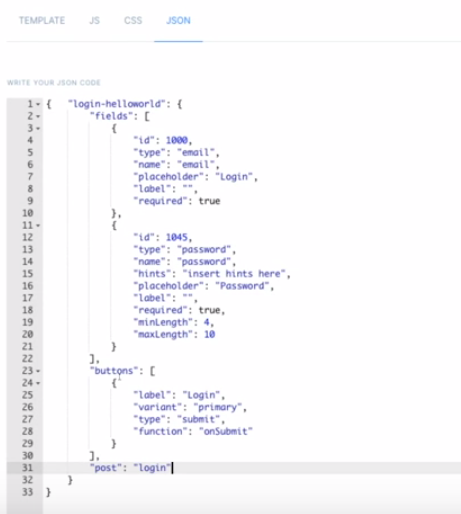 TEMPLATE JS CSS JSON
WRITE YOUR JSON CODE
1 { "login-helloworld": {
2 "fields": [
3 {
4 "id": 1000,
5 "type": "email",
6 "name": "email",
7 "placeholder": "Login",
8 "label": "",
9 "required": true
10 },
11 {
12 "id": 1045,
13 "type": "password",
14 "name": "password",
15 "hints": "insert hints here",
16 "placeholder": "Password",
17 "label": "",
18 "required": true,
19 "minLength": 4,
20 "maxLength": 10
21 }
22 ],
23 "buttons": [
24 {
25 "label": "Login",
26 "variant": "primary",
27 "type": "submit",
28 "function": "onSubmit"
29 }
30 ],
31 "post": "login"
32 }
33 }